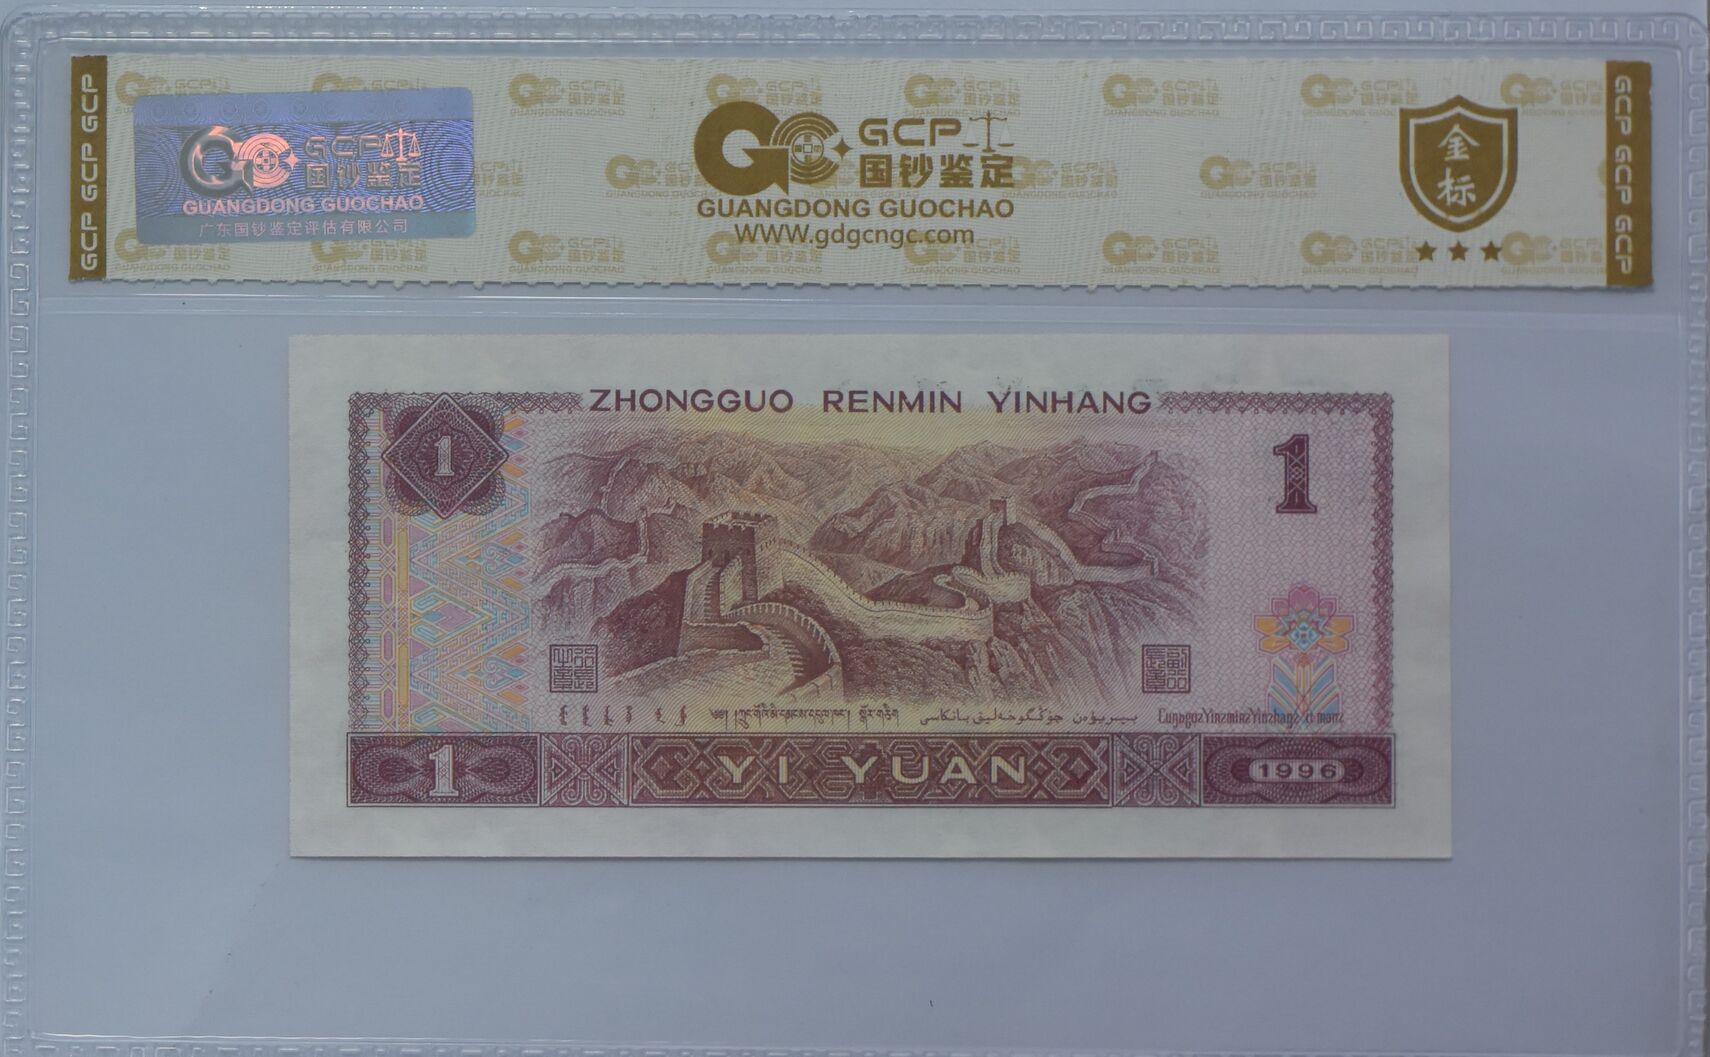 GCP GCP GCP
GCP
国钞鉴定
GUANGDONG GUOCHAO
广东国钞鉴定评估有限公司
GCP
国钞鉴定
GUANGDONG GUOCHAO
WWW.gdgcngc.com
金标
GCP GCP GCP
ZHONGGUO RENMIN YINHANG
1
1
1
YI YUAN
1996